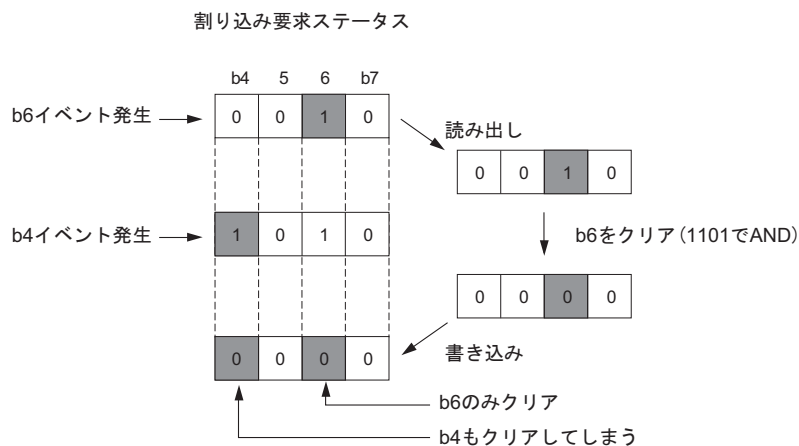 割り込み要求ステータス
b4 5 6 b7
b6イベント発生 0 0 1 0
読み出し
0 0 1 0
b4イベント発生 1 0 1 0
b6をクリア(1101でAND)
0 0 0 0
0 0 0 0
書き込み
b6のみクリア
b4もクリアしてしまう